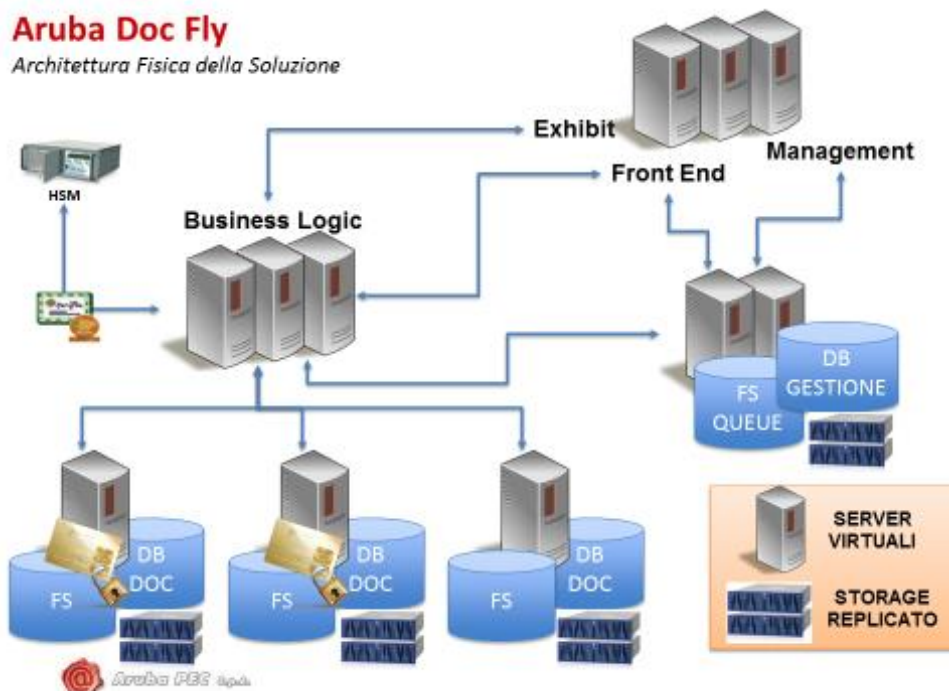 Aruba Doc Fly
Architettura Fisica della Soluzione
Exhibit
Management
Front End
HSM
Business Logic
DB
GESTIONE
FS
QUEUE
DB
DOC
FS
DB
DOC
FS
DB
DOC
FS
SERVER
VIRTUALI
STORAGE
REPLICATO
Aruba PEC S.p.A.